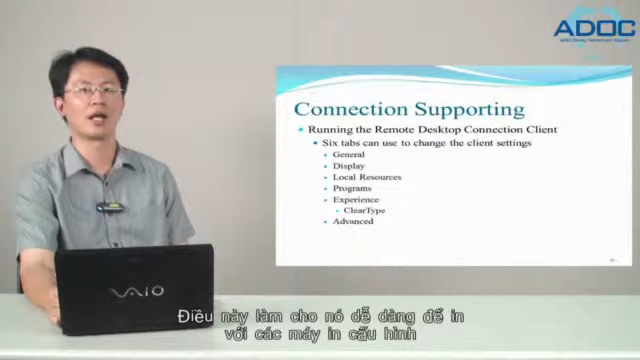 ADOC
Connection Supporting
Running the Remote Desktop Connection Client
Six tabs can use to change the client settings
General
Display
Local Resources
Programs
Experience
ClearType
Advanced
VAIO
Điều này làm cho nó dễ dàng để in
với các máy in cấu hình